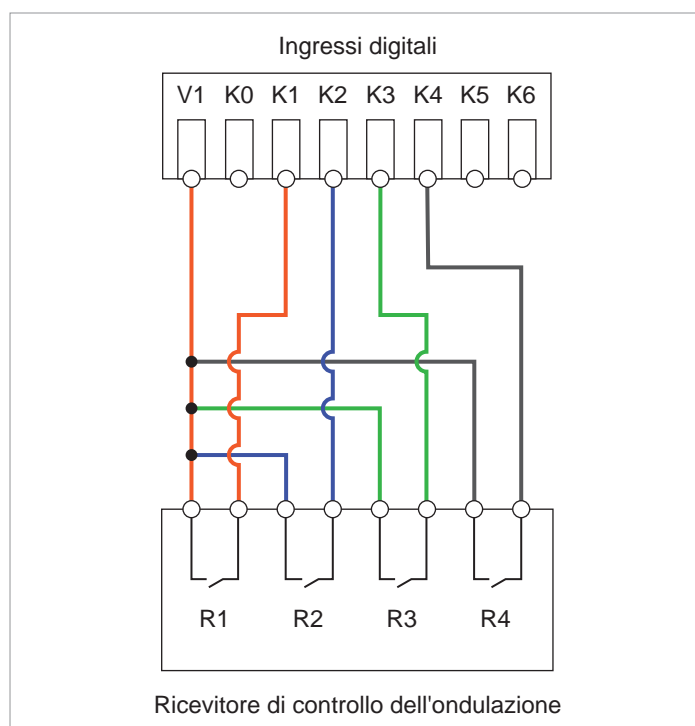 Ingressi digitali
V1 K0 K1 K2 K3 K4 K5 K6
R1 R2 R3 R4
Ricevitore di controllo dell'ondulazione